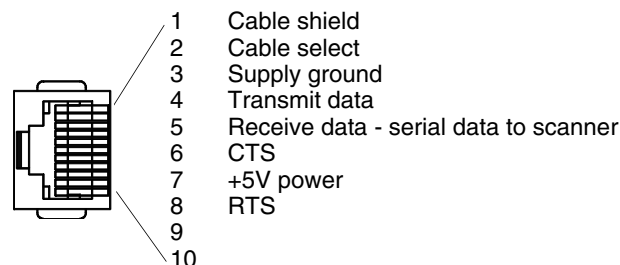 1 Cable shield
2 Cable select
3 Supply ground
4 Transmit data
5 Receive data - serial data to scanner
6 CTS
7 +5V power
8 RTS
9
10